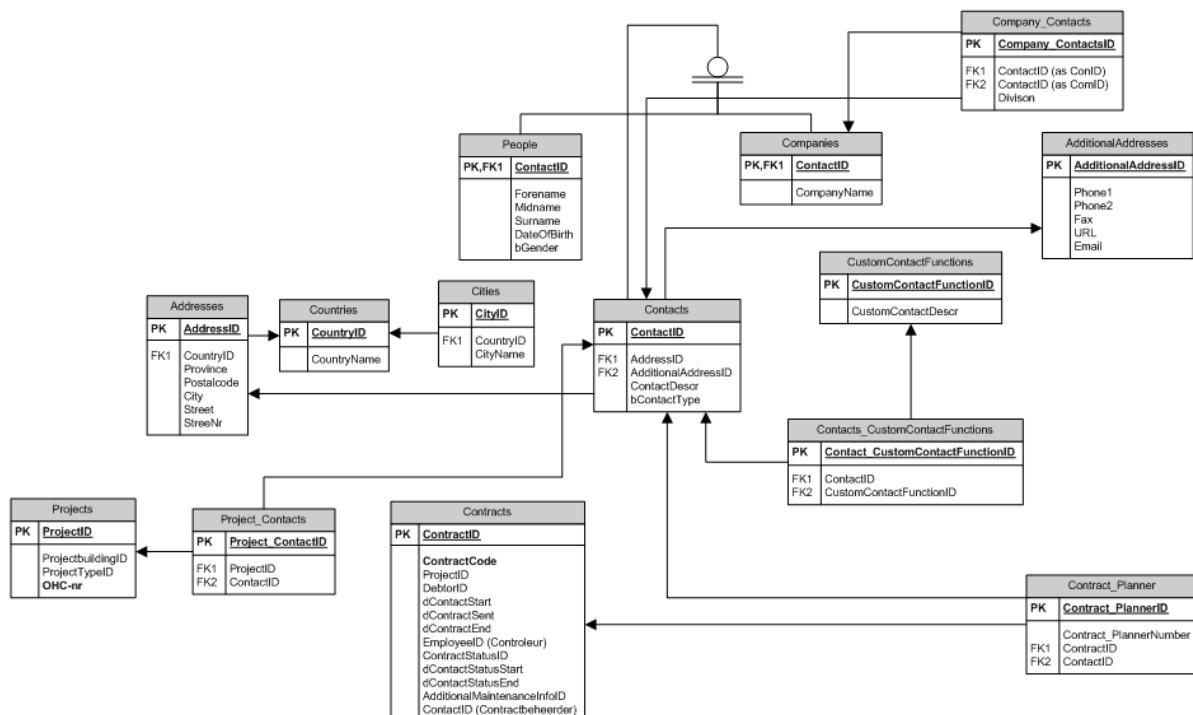 Company_Contacts
PK Company_ContactsID
FK1 ContactID (as ConID)
FK2 ContactID (as ComID)
Divison
People
PK,FK1 ContactID
Forename
Midname
Surname
DateOfBirth
bGender
Companies
PK,FK1 ContactID
CompanyName
AdditionalAddresses
PK AdditionalAddressID
Phone1
Phone2
Fax
URL
Email
CustomContactFunctions
PK CustomContactFunctionID
CustomContactDescr
Addresses
PK AddressID
FK1 CountryID
Province
Postalcode
City
Street
StreeNr
Countries
PK CountryID
CountryName
Cities
PK CityID
FK1 CountryID
CityName
Contacts
PK ContactID
FK1 AddressID
FK2 AdditionalAddressID
ContactDescr
bContactType
Contacts_CustomContactFunctions
PK Contact_CustomContactFunctionID
FK1 ContactID
FK2 CustomContactFunctionID
Projects
PK ProjectID
ProjectbuildingID
ProjectTypeID
OHC-nr
Project_Contacts
PK Project_ContactID
FK1 ProjectID
FK2 ContactID
Contracts
PK ContractID
ContractCode
ProjectID
DebtorID
dContactStart
dContractSent
dContractEnd
EmployeeID (Controleur)
ContractStatusID
dContactStatusStart
dContactStatusEnd
AdditionalMaintenanceInfoID
ContactID (Contractbeheerder)
Contract_Planner
PK Contract_PlannerID
Contract_PlannerNumber
FK1 ContractID
FK2 ContactID